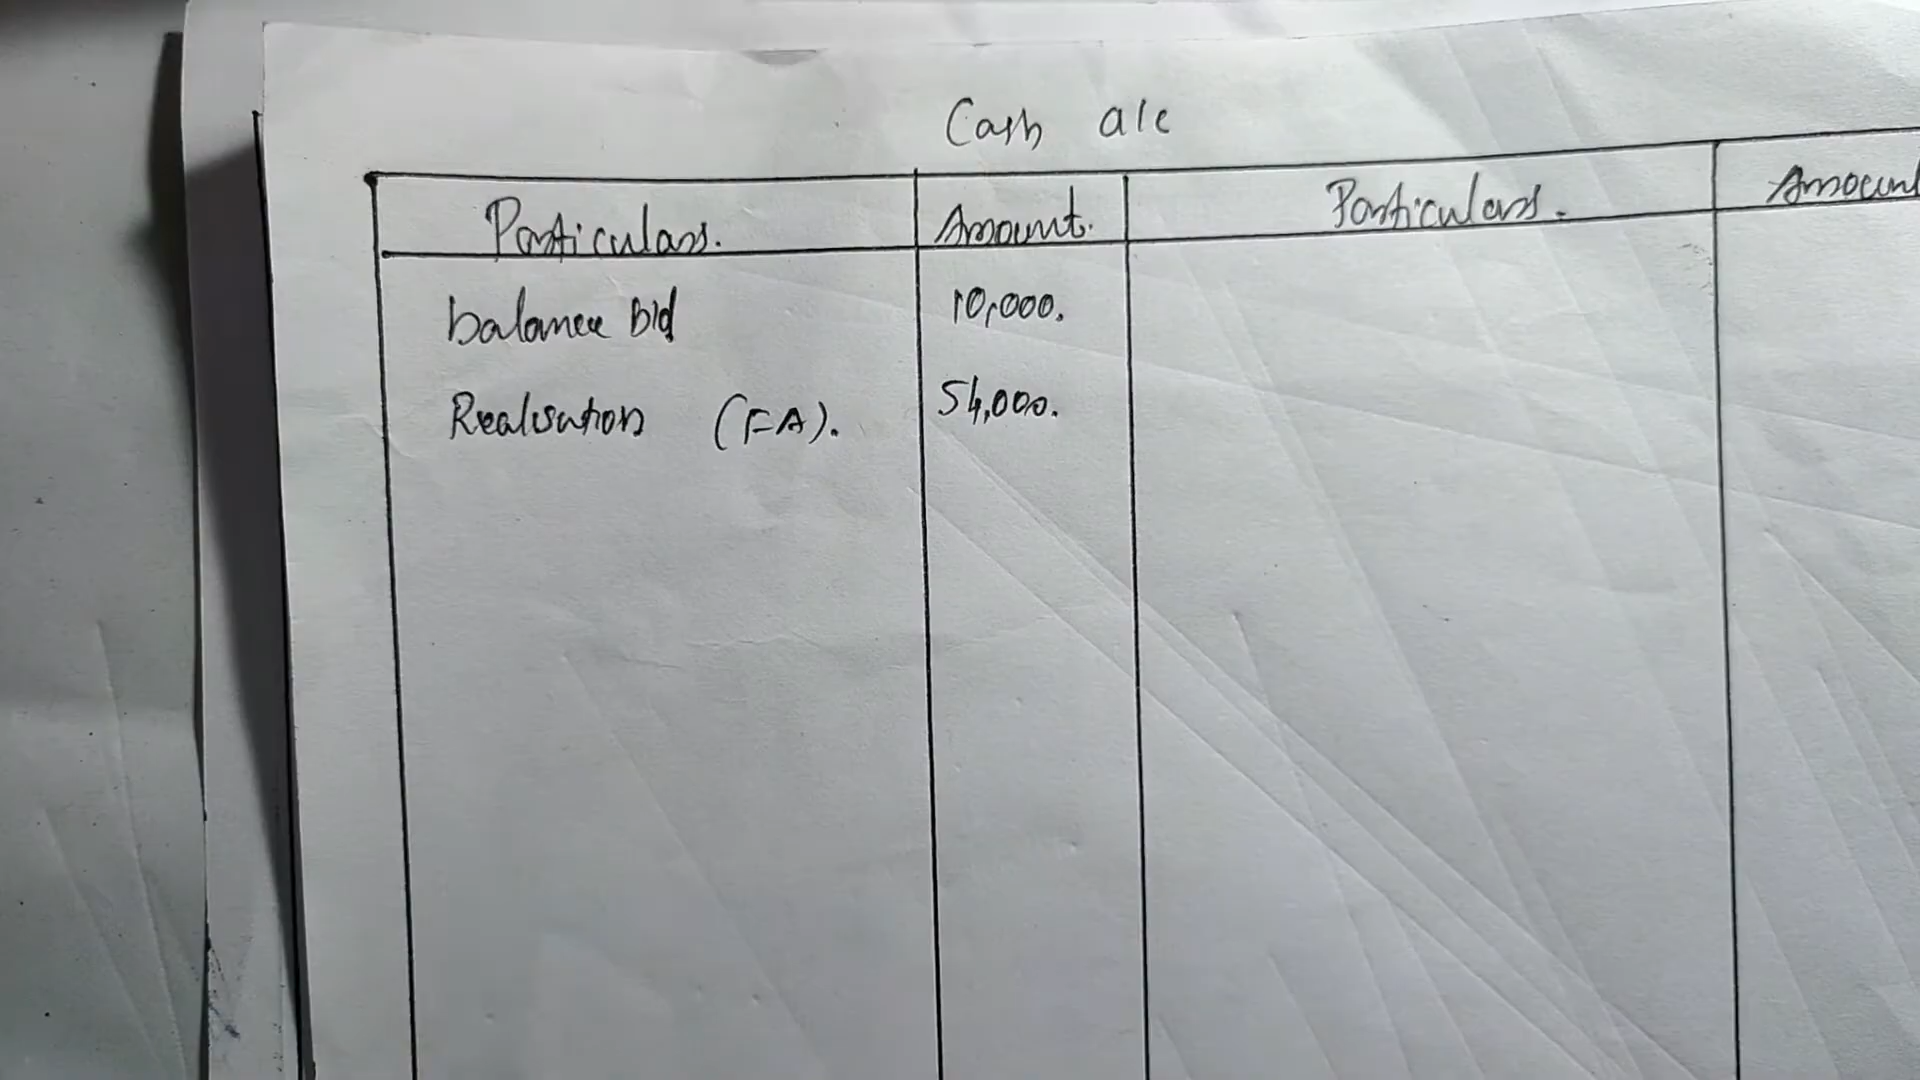 Cash a/c
Particulars. Amount. Particulars. Amount
balance b/d 10,000.
Realisation (FA). 54,000.